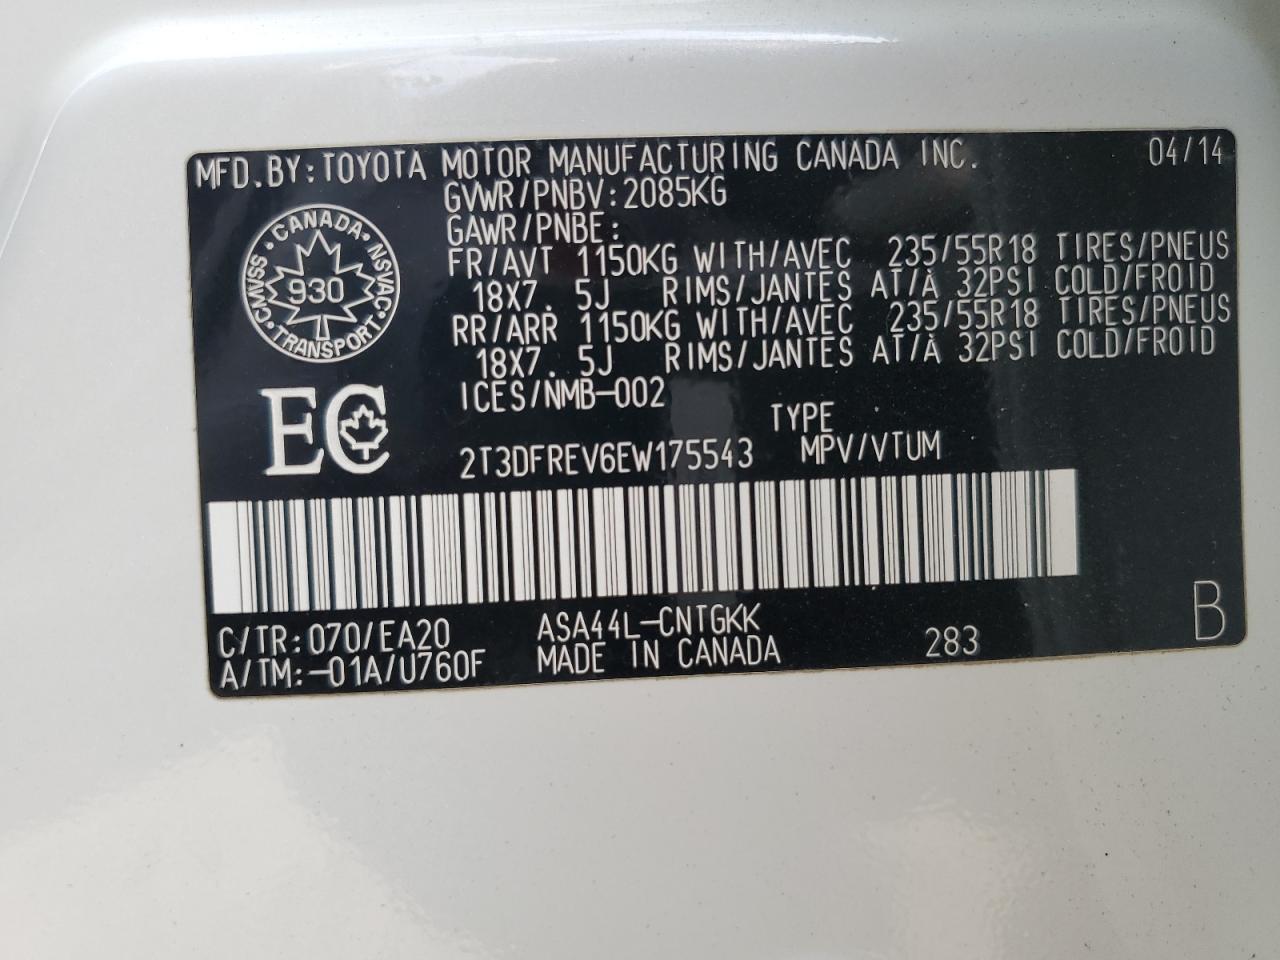 MFD.BY:TOYOTA MOTOR MANUFACTURING CANADA INC. 04/14
GVWR/PNBV:2085KG
GAWR/PNBE:
FR/AVT 1150KG WITH/AVEC 235/55R18 TIRES/PNEUS
18X7.5J RIMS/JANTES AT/À 32PSI COLD/FROID
RR/ARR 1150KG WITH/AVEC 235/55R18 TIRES/PNEUS
18X7.5J RIMS/JANTES AT/À 32PSI COLD/FROID
ICES/NMB-002
CANADA
CMVSS • NSVAC
930
TRANSPORT
EC
TYPE
2T3DFREV6EW175543 MPV/VTUM
C/TR:070/EA20 ASA44L-CNTGKK
A/TM:-01A/U760F MADE IN CANADA 283 B